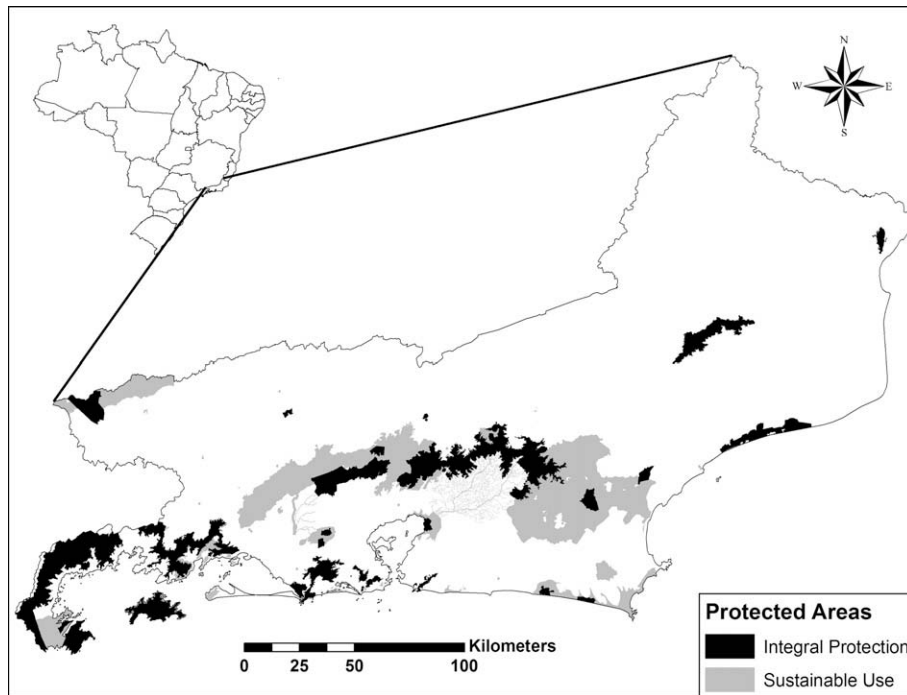 N
W E
S
Kilometers
0 25 50 100
Protected Areas
Integral Protection
Sustainable Use